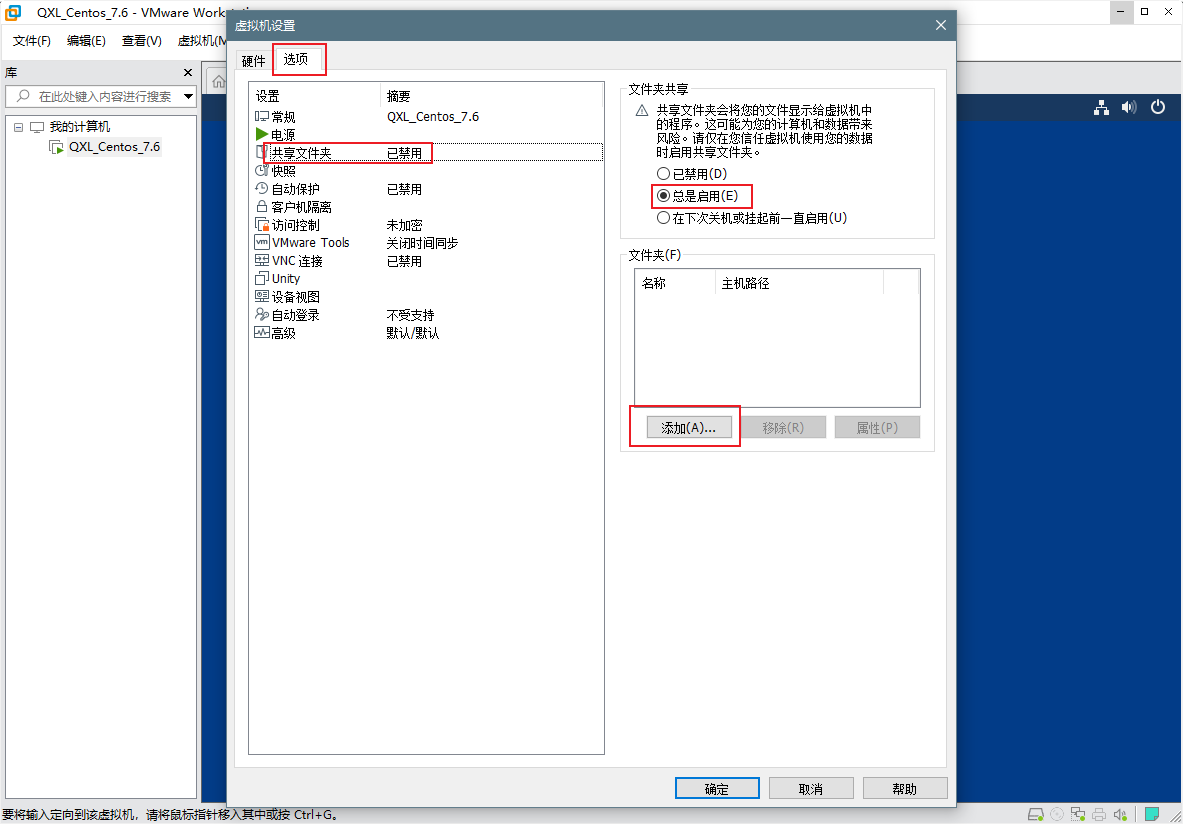 QXL_Centos_7.6 - VMware Workstati
文件(F) 编辑(E) 查看(V) 虚拟机(M
库
在此处键入内容进行搜索
我的计算机
QXL_Centos_7.6
虚拟机设置
硬件 选项
设置 摘要
常规 QXL_Centos_7.6
电源
共享文件夹 已禁用
快照
自动保护 已禁用
客户机隔离
访问控制 未加密
VMware Tools 关闭时间同步
VNC 连接 已禁用
Unity
设备视图
自动登录 不受支持
高级 默认/默认
文件夹共享
共享文件夹会将您的文件显示给虚拟机中
的程序。这可能为您的计算机和数据带来
风险。请仅在您信任虚拟机使用您的数据
时启用共享文件夹。
已禁用(D)
总是启用(E)
在下次关机或挂起前一直启用(U)
文件夹(F)
名称 主机路径
添加(A)... 移除(R) 属性(P)
确定 取消 帮助
要将输入定向到该虚拟机，请将鼠标指针移入其中或按 Ctrl+G。